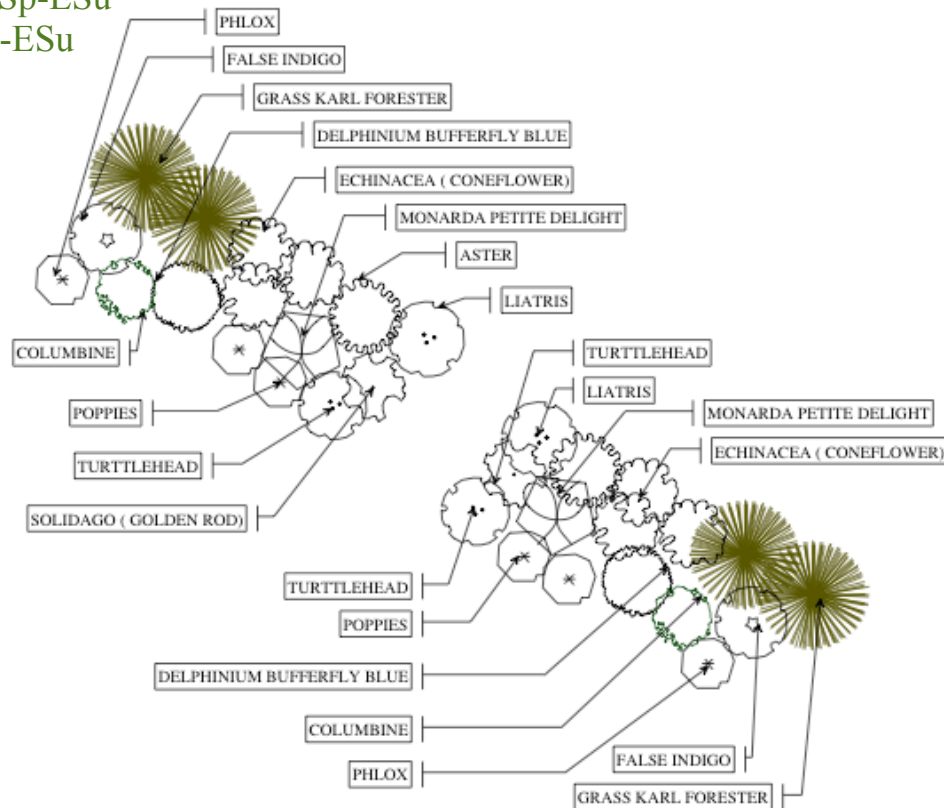 Sp-ESu
-ESu
PHLOX
FALSE INDIGO
GRASS KARL FORESTER
DELPHINIUM BUFFERFLY BLUE
ECHINACEA ( CONEFLOWER)
MONARDA PETITE DELIGHT
ASTER
LIATRIS
COLUMBINE
POPPIES
TURTTLEHEAD
SOLIDAGO ( GOLDEN ROD)
TURTTLEHEAD
LIATRIS
MONARDA PETITE DELIGHT
ECHINACEA ( CONEFLOWER)
TURTTLEHEAD
POPPIES
DELPHINIUM BUFFERFLY BLUE
COLUMBINE
PHLOX
FALSE INDIGO
GRASS KARL FORESTER